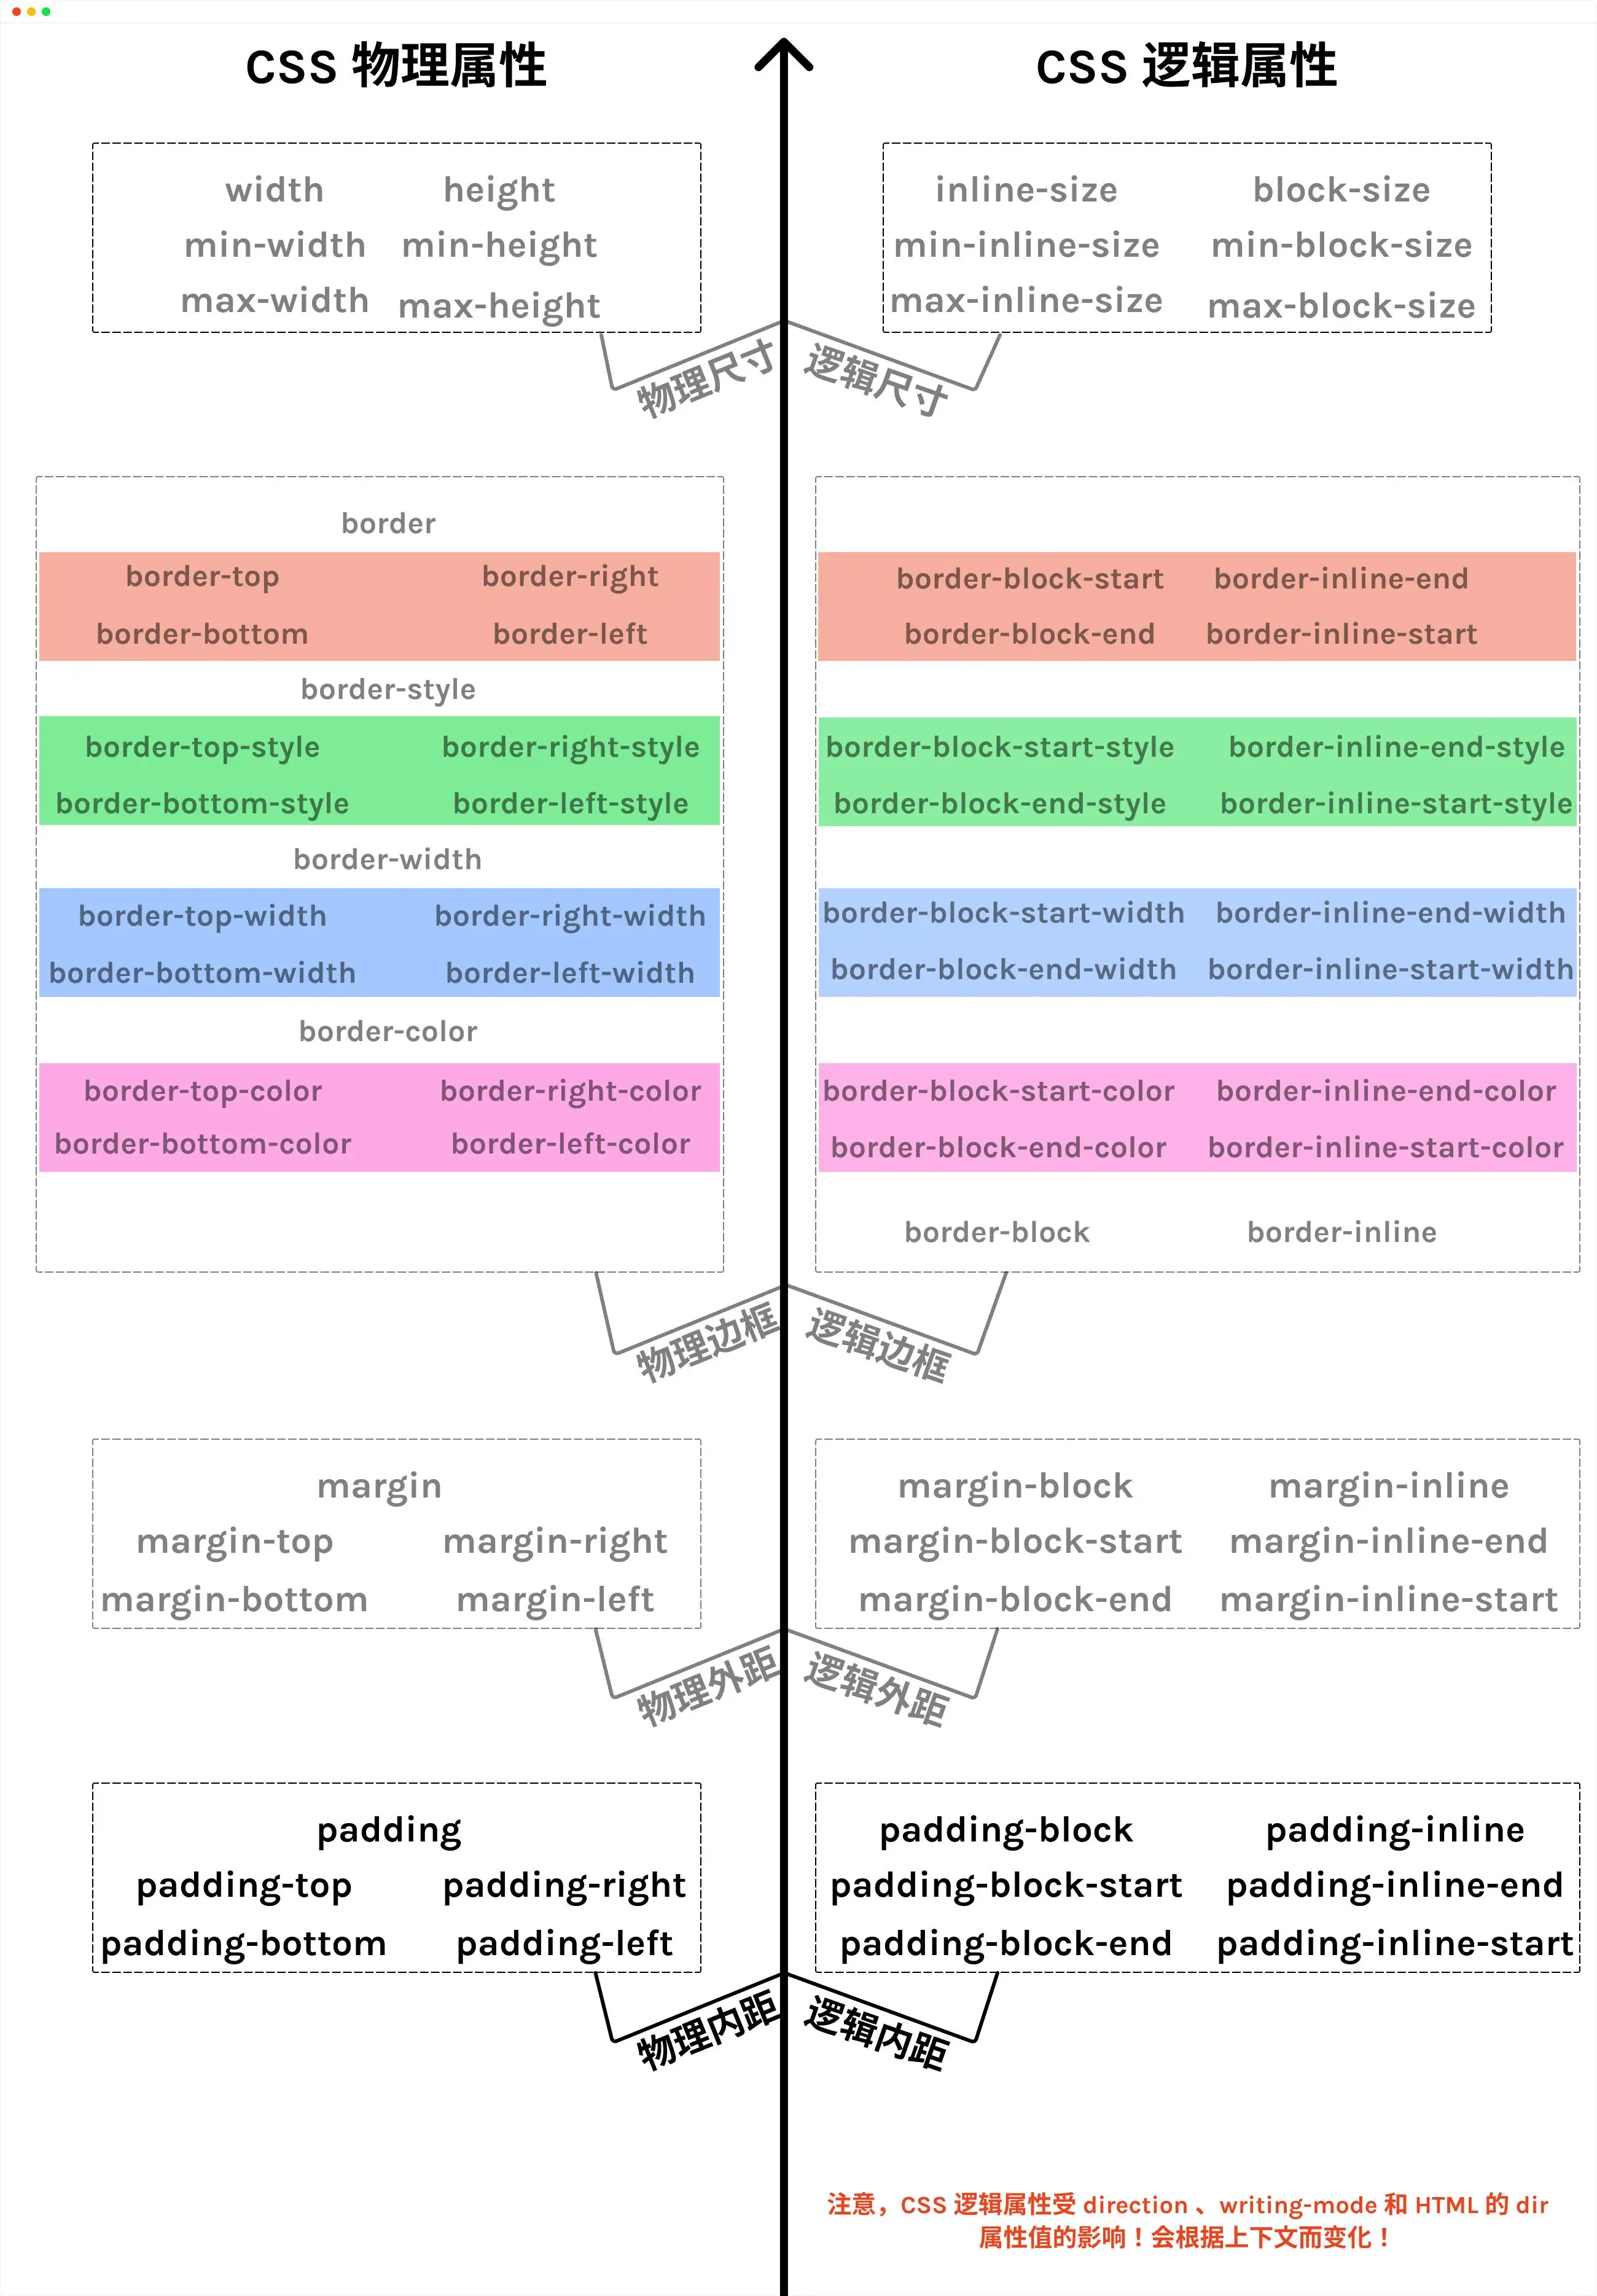 CSS 物理属性
CSS 逻辑属性
width height
min-width min-height
max-width max-height
inline-size block-size
min-inline-size min-block-size
max-inline-size max-block-size
物理尺寸
逻辑尺寸
border
border-top border-right
border-bottom border-left
border-style
border-top-style border-right-style
border-bottom-style border-left-style
border-width
border-top-width border-right-width
border-bottom-width border-left-width
border-color
border-top-color border-right-color
border-bottom-color border-left-color
border-block-start border-inline-end
border-block-end border-inline-start
border-block-start-style border-inline-end-style
border-block-end-style border-inline-start-style
border-block-start-width border-inline-end-width
border-block-end-width border-inline-start-width
border-block-start-color border-inline-end-color
border-block-end-color border-inline-start-color
border-block border-inline
物理边框
逻辑边框
margin
margin-top margin-right
margin-bottom margin-left
margin-block margin-inline
margin-block-start margin-inline-end
margin-block-end margin-inline-start
物理外距
逻辑外距
padding
padding-top padding-right
padding-bottom padding-left
padding-block padding-inline
padding-block-start padding-inline-end
padding-block-end padding-inline-start
物理内距
逻辑内距
注意，CSS 逻辑属性受 direction 、writing-mode 和 HTML 的 dir
属性值的影响！会根据上下文而变化！